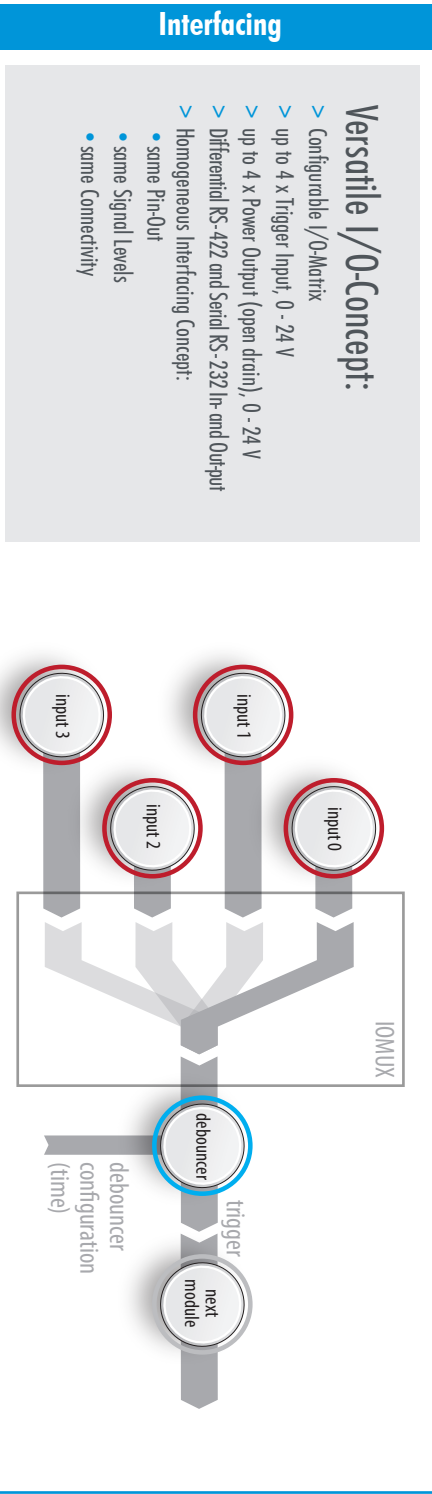 Interfacing
Versatile I/O-Concept:
> Configurable I/O-Matrix
> up to 4 x Trigger Input, 0 - 24 V
> up to 4 x Power Output (open drain), 0 - 24 V
> Differential RS-422 and Serial RS-232 In- and Out-put
> Homogeneous Interfacing Concept:
• same Pin-Out
• same Signal Levels
• same Connectivity
input 0
input 1
input 2
input 3
IOMUX
debouncer
trigger
debouncer
configuration
(time)
next
module